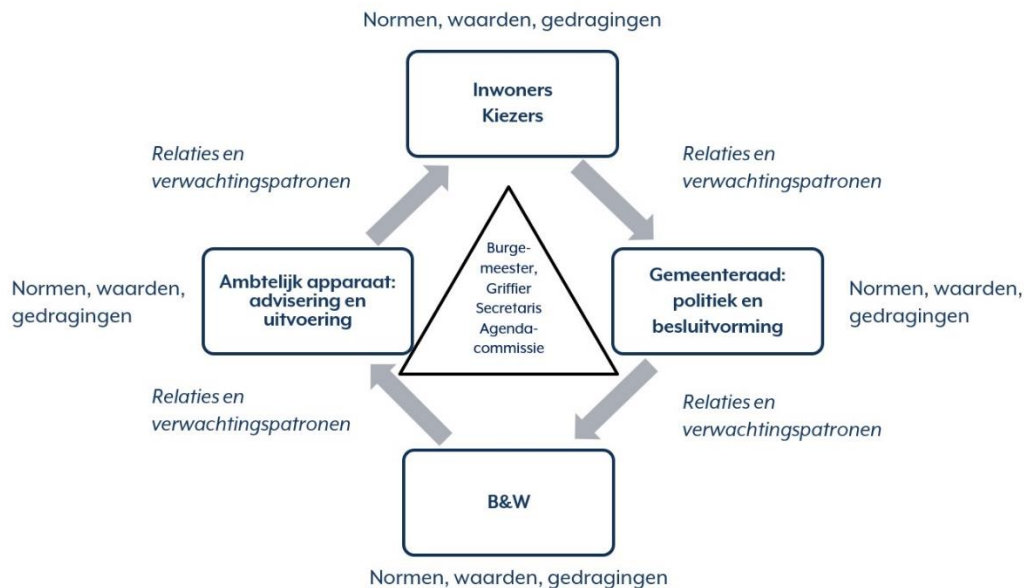 Normen, waarden, gedragingen
Inwoners
Kiezers
Relaties en
verwachtingspatronen
Relaties en
verwachtingspatronen
Normen, waarden,
gedragingen
Ambtelijk apparaat:
advisering en
uitvoering
Burge-
meester,
Griffier
Secretaris
Agenda-
commissie
Gemeenteraad:
politiek en
besluitvorming
Normen, waarden,
gedragingen
Relaties en
verwachtingspatronen
Relaties en
verwachtingspatronen
B&W
Normen, waarden, gedragingen